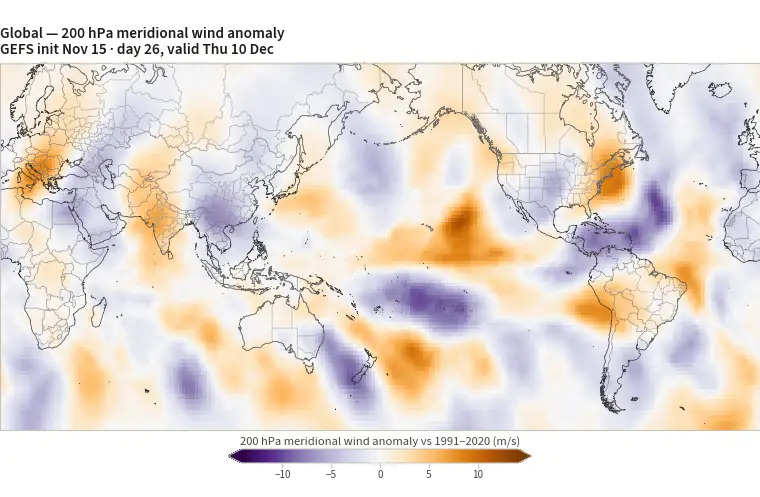 Global — 200 hPa meridional wind anomaly
GEFS init Nov 15 · day 26, valid Thu 10 Dec
200 hPa meridional wind anomaly vs 1991–2020 (m/s)
−10 −5 0 5 10